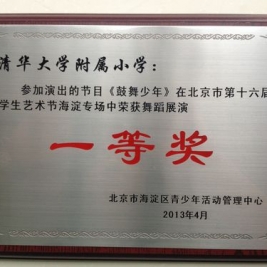 清华大学附属小学：
参加演出的节目《鼓舞少年》在北京市第十六届
学生艺术节海淀专场中荣获舞蹈展演
一等奖
北京市海淀区青少年活动管理中心
2013年4月